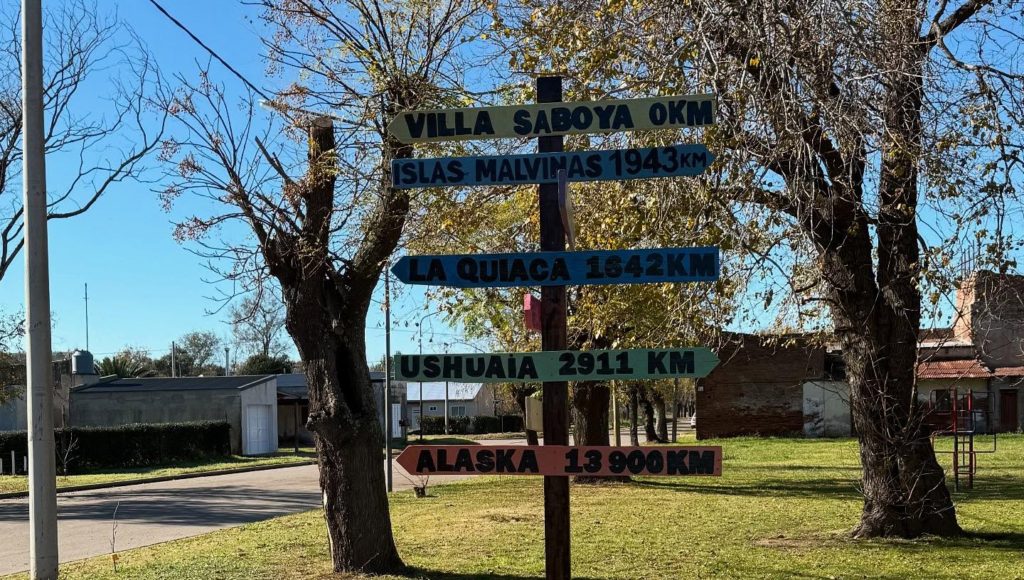 VILLA SABOYA 0KM
ISLAS MALVINAS 1943KM
LA QUIACA 1642KM
USHUAIA 2911 KM
ALASKA 13 900KM